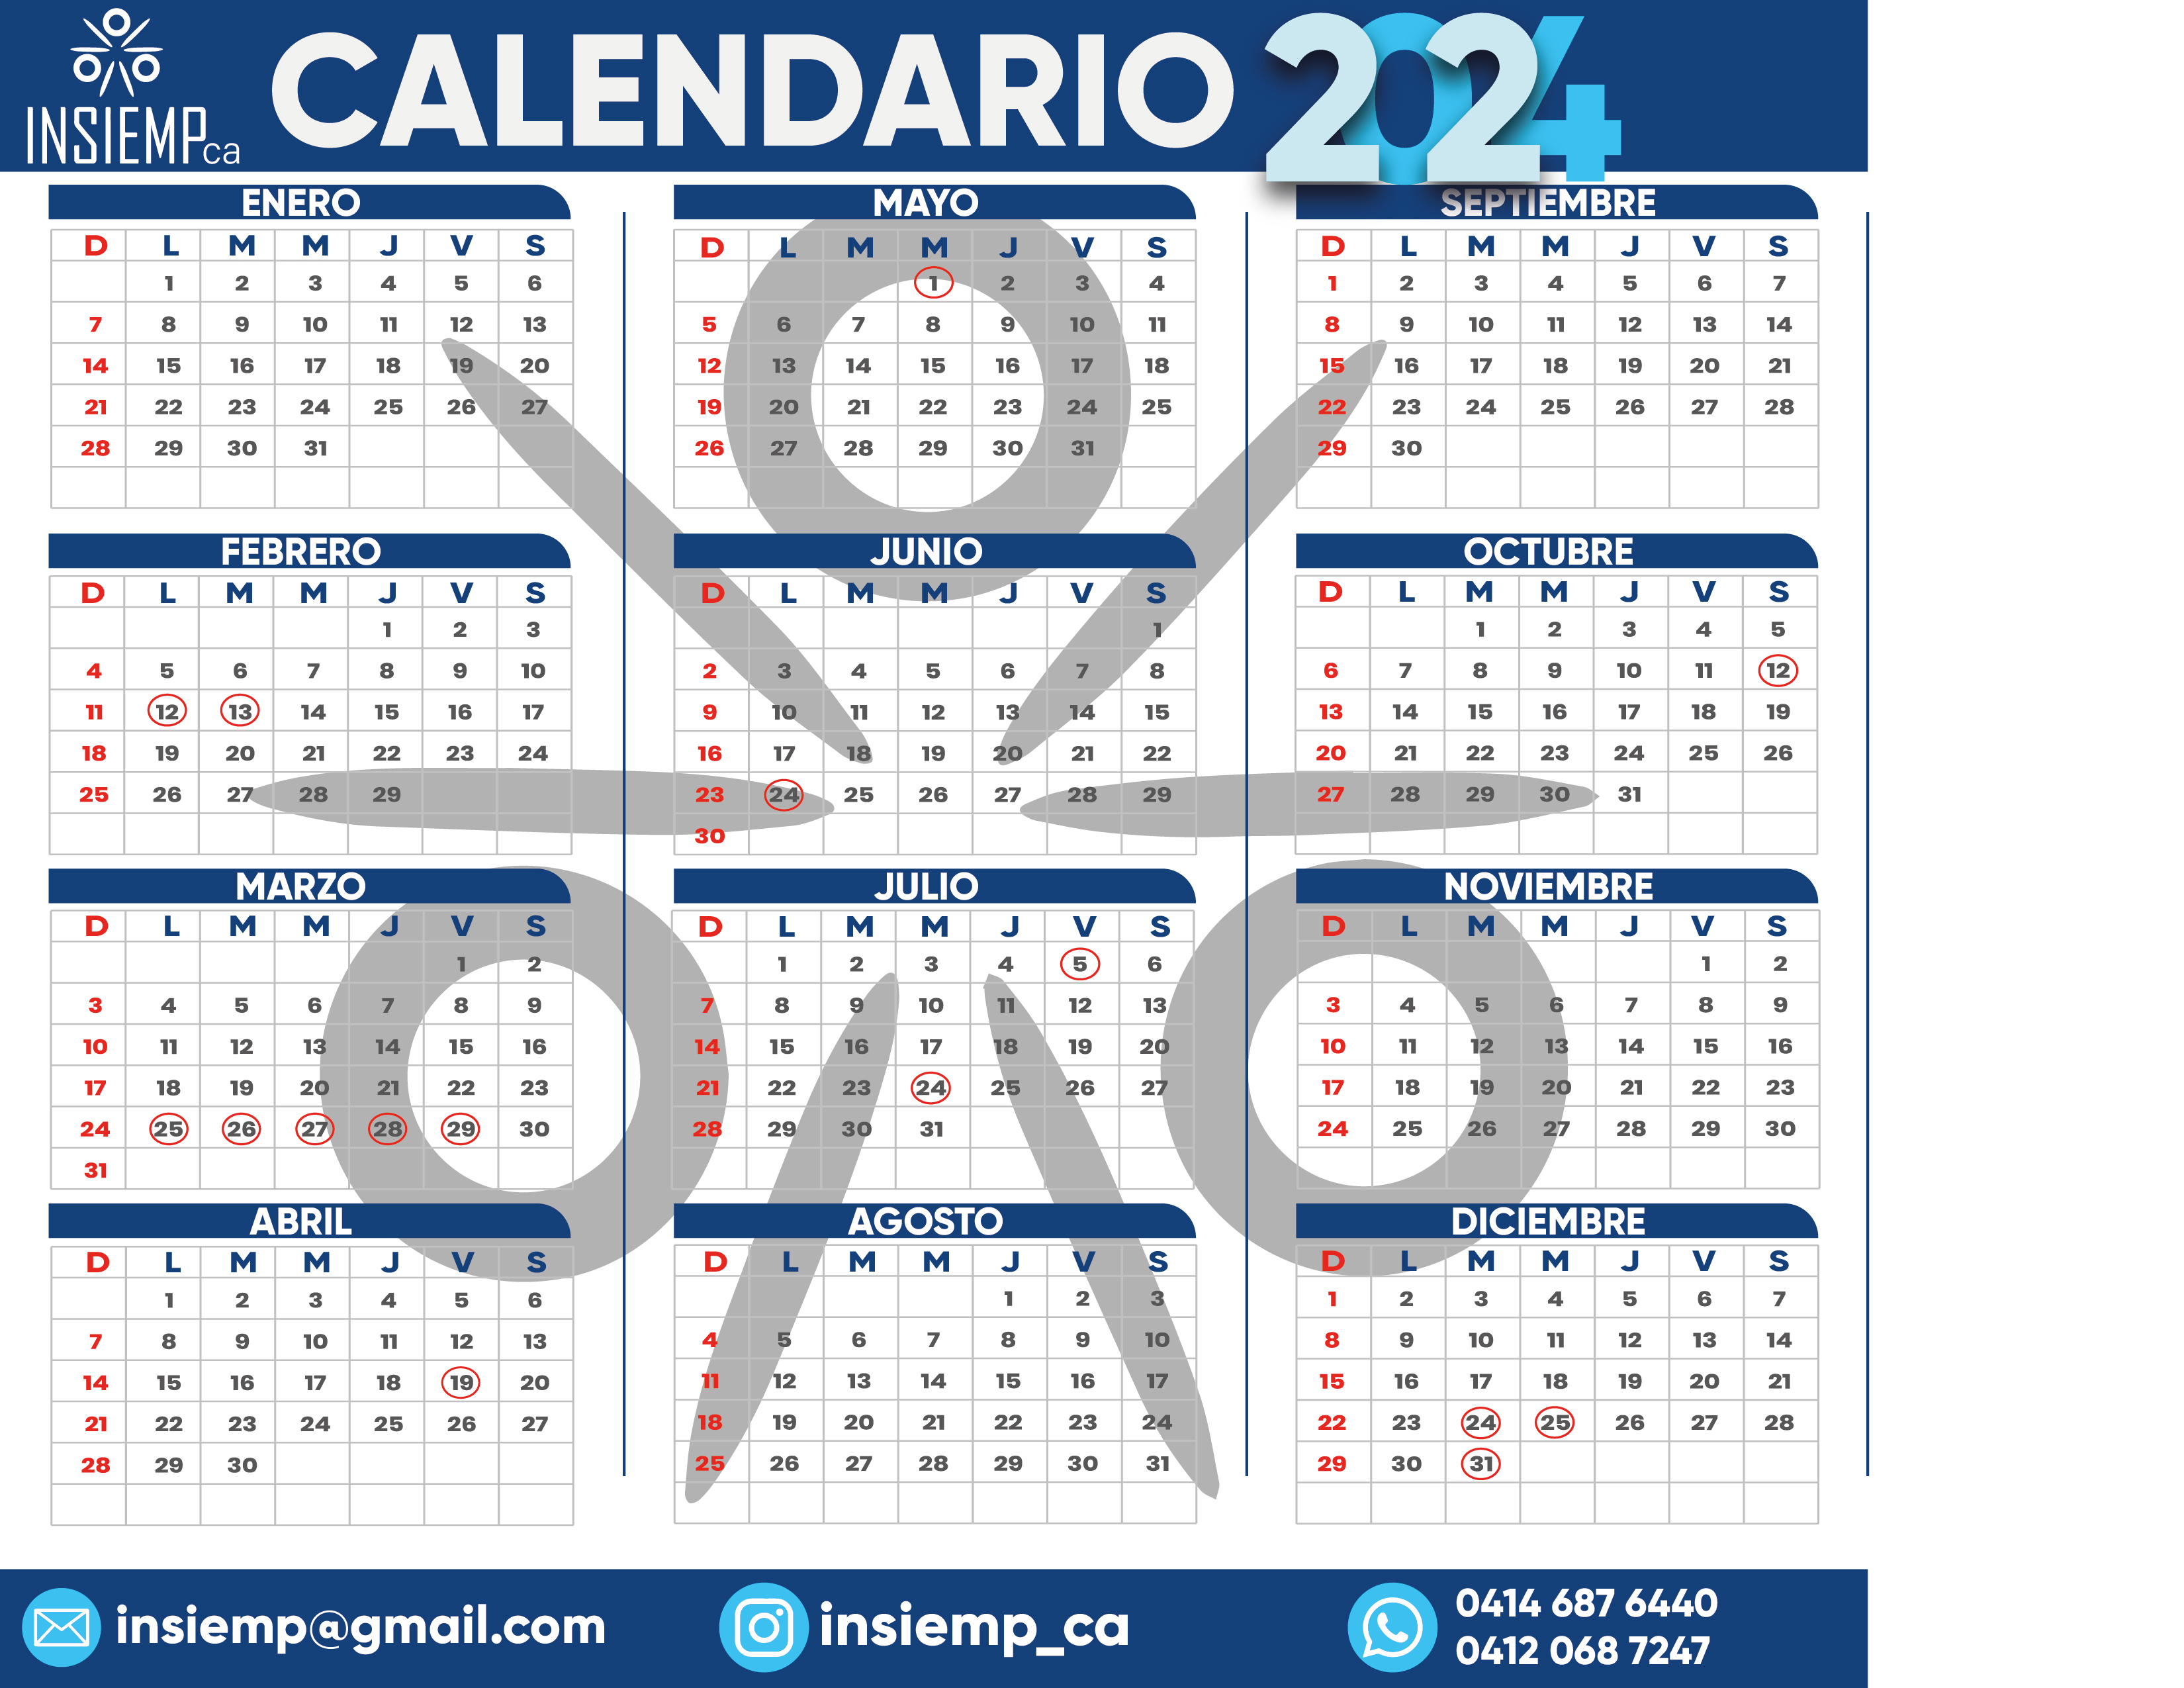 INSIEMP ca
CALENDARIO 2024
ENERO
D L M M J V S
1 2 3 4 5 6
7 8 9 10 11 12 13
14 15 16 17 18 19 20
21 22 23 24 25 26 27
28 29 30 31
FEBRERO
D L M M J V S
1 2 3
4 5 6 7 8 9 10
11 12 13 14 15 16 17
18 19 20 21 22 23 24
25 26 27 28 29
MARZO
D L M M J V S
1 2
3 4 5 6 7 8 9
10 11 12 13 14 15 16
17 18 19 20 21 22 23
24 25 26 27 28 29 30
31
ABRIL
D L M M J V S
1 2 3 4 5 6
7 8 9 10 11 12 13
14 15 16 17 18 19 20
21 22 23 24 25 26 27
28 29 30
MAYO
D L M M J V S
1 2 3 4
5 6 7 8 9 10 11
12 13 14 15 16 17 18
19 20 21 22 23 24 25
26 27 28 29 30 31
JUNIO
D L M M J V S
1
2 3 4 5 6 7 8
9 10 11 12 13 14 15
16 17 18 19 20 21 22
23 24 25 26 27 28 29
30
JULIO
D L M M J V S
1 2 3 4 5 6
7 8 9 10 11 12 13
14 15 16 17 18 19 20
21 22 23 24 25 26 27
28 29 30 31
AGOSTO
D L M M J V S
1 2 3
4 5 6 7 8 9 10
11 12 13 14 15 16 17
18 19 20 21 22 23 24
25 26 27 28 29 30 31
SEPTIEMBRE
D L M M J V S
1 2 3 4 5 6 7
8 9 10 11 12 13 14
15 16 17 18 19 20 21
22 23 24 25 26 27 28
29 30
OCTUBRE
D L M M J V S
1 2 3 4 5
6 7 8 9 10 11 12
13 14 15 16 17 18 19
20 21 22 23 24 25 26
27 28 29 30 31
NOVIEMBRE
D L M M J V S
1 2
3 4 5 6 7 8 9
10 11 12 13 14 15 16
17 18 19 20 21 22 23
24 25 26 27 28 29 30
DICIEMBRE
D L M M J V S
1 2 3 4 5 6 7
8 9 10 11 12 13 14
15 16 17 18 19 20 21
22 23 24 25 26 27 28
29 30 31
insiemp@gmail.com
insiemp_ca
0414 687 6440
0412 068 7247